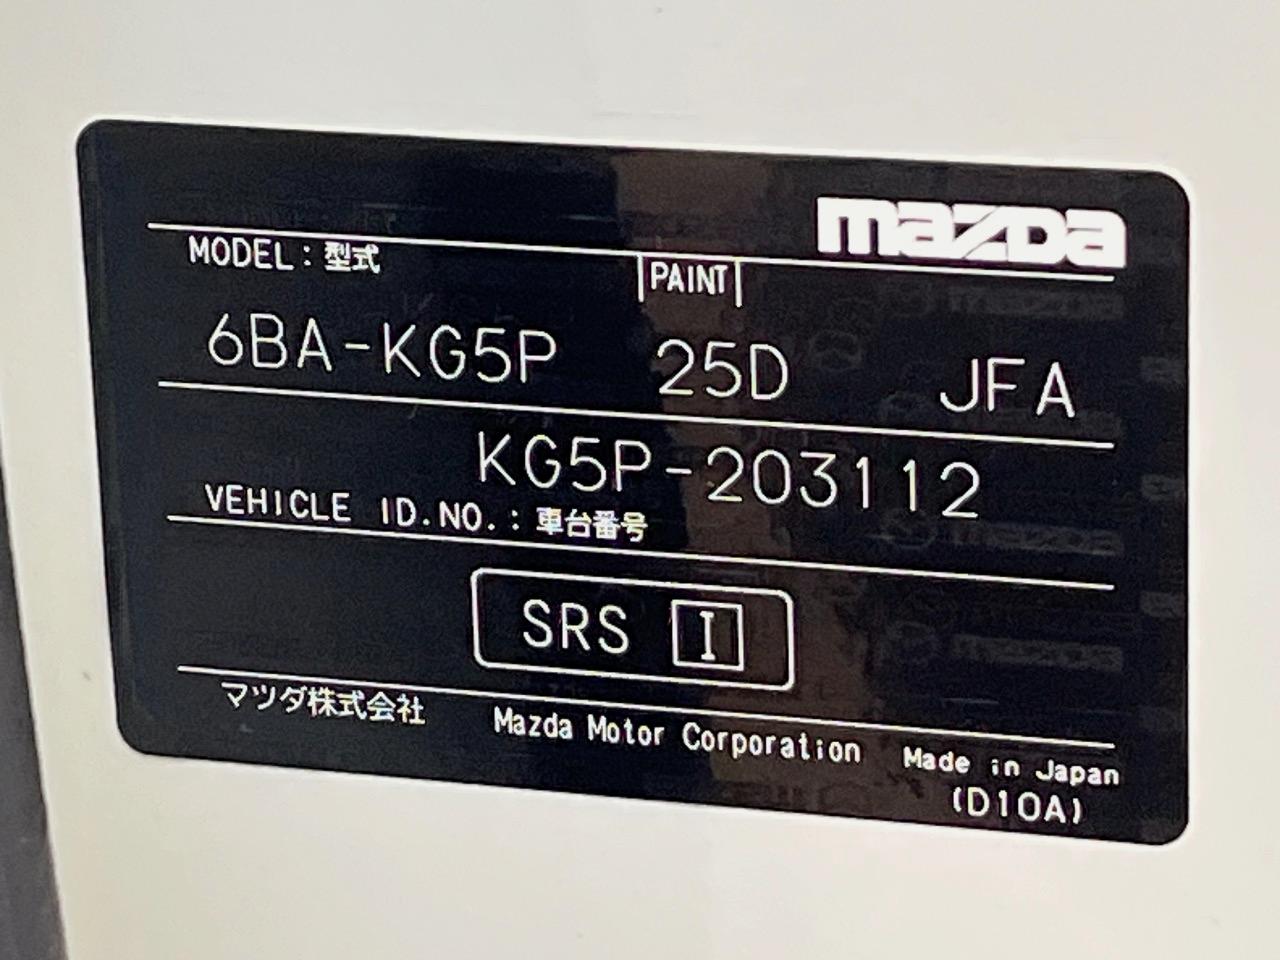 mazda
MODEL : 型式 PAINT
6BA-KG5P 25D JFA
KG5P-203112
VEHICLE ID.NO. : 車台番号
SRS I
マツダ株式会社 Mazda Motor Corporation Made in Japan
(D10A)